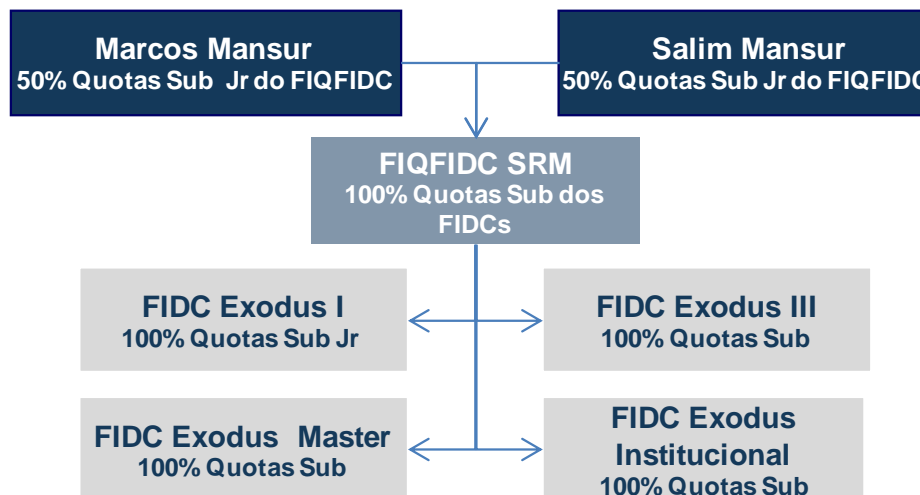 Marcos Mansur
50% Quotas Sub Jr do FIQFIDC
Salim Mansur
50% Quotas Sub Jr do FIQFIDC
FIQFIDC SRM
100% Quotas Sub dos
FIDCs
FIDC Exodus I
100% Quotas Sub Jr
FIDC Exodus III
100% Quotas Sub
FIDC Exodus Master
100% Quotas Sub
FIDC Exodus
Institucional
100% Quotas Sub